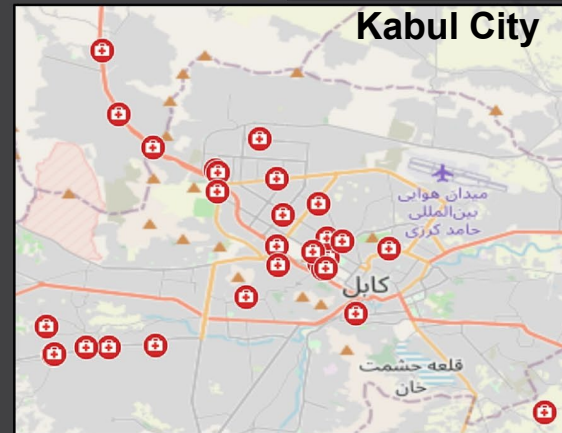 Kabul City
میدان هوایی
بین‌المللی
حامد کرزی
کابل
قلعه حشمت
خان